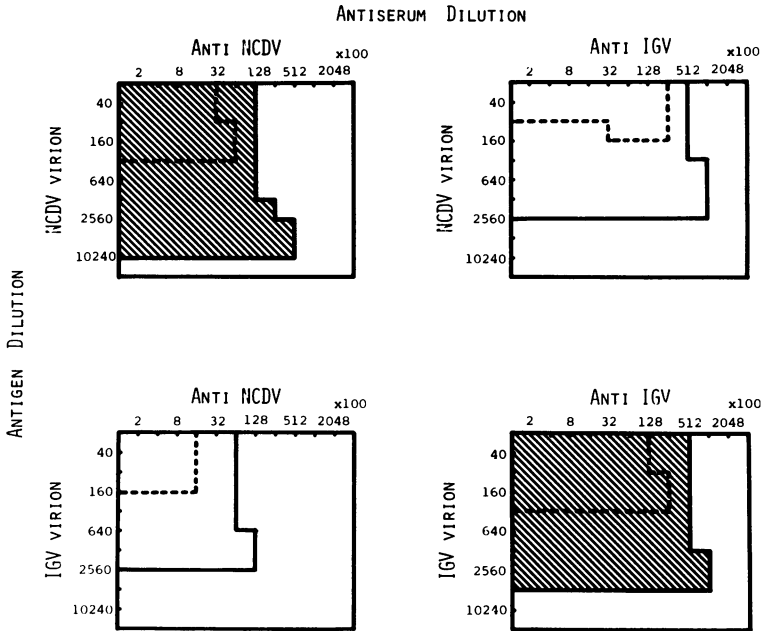 ANTISERUM DILUTION
ANTI NCDV
x100
2 8 32 128 512 2048
40
160
640
2560
10240
NCDV VIRION
ANTI IGV
x100
2 8 32 128 512 2048
40
160
640
2560
10240
NCDV VIRION
ANTIGEN DILUTION
ANTI NCDV
x100
2 8 32 128 512 2048
40
160
640
2560
10240
IGV VIRION
ANTI IGV
x100
2 8 32 128 512 2048
40
160
640
2560
10240
IGV VIRION